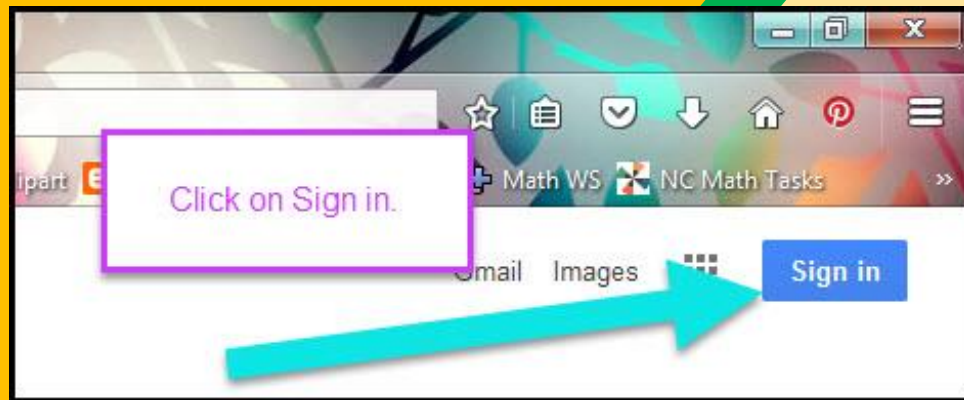 ipart
Math WS NC Math Tasks »
Click on Sign in.
Gmail Images Sign in